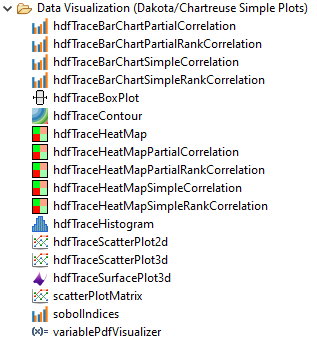 Data Visualization (Dakota/Chartreuse Simple Plots)
hdfTraceBarChartPartialCorrelation
hdfTraceBarChartPartialRankCorrelation
hdfTraceBarChartSimpleCorrelation
hdfTraceBarChartSimpleRankCorrelation
hdfTraceBoxPlot
hdfTraceContour
hdfTraceHeatMap
hdfTraceHeatMapPartialCorrelation
hdfTraceHeatMapPartialRankCorrelation
hdfTraceHeatMapSimpleCorrelation
hdfTraceHeatMapSimpleRankCorrelation
hdfTraceHistogram
hdfTraceScatterPlot2d
hdfTraceScatterPlot3d
hdfTraceSurfacePlot3d
scatterPlotMatrix
sobolIndices
(x)= variablePdfVisualizer